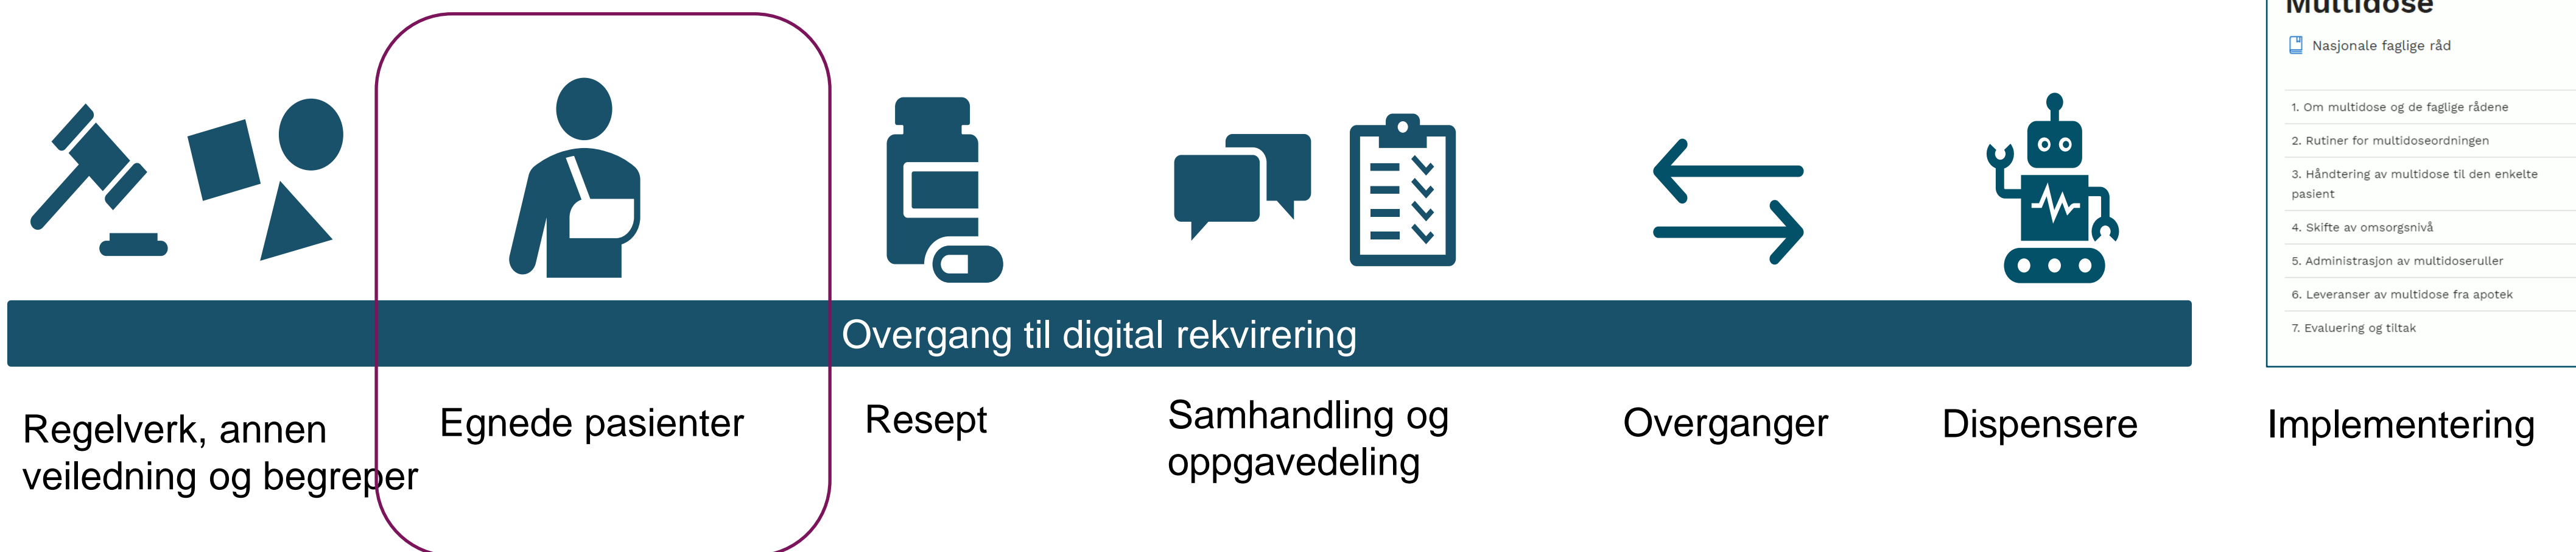 Multidose
Nasjonale faglige råd
1. Om multidose og de faglige rådene
2. Rutiner for multidoseordningen
3. Håndtering av multidose til den enkelte
pasient
4. Skifte av omsorgsnivå
5. Administrasjon av multidoseruller
6. Leveranser av multidose fra apotek
7. Evaluering og tiltak
Overgang til digital rekvirering
Regelverk, annen
veiledning og begreper
Egnede pasienter
Resept
Samhandling og
oppgavedeling
Overganger
Dispensere
Implementering